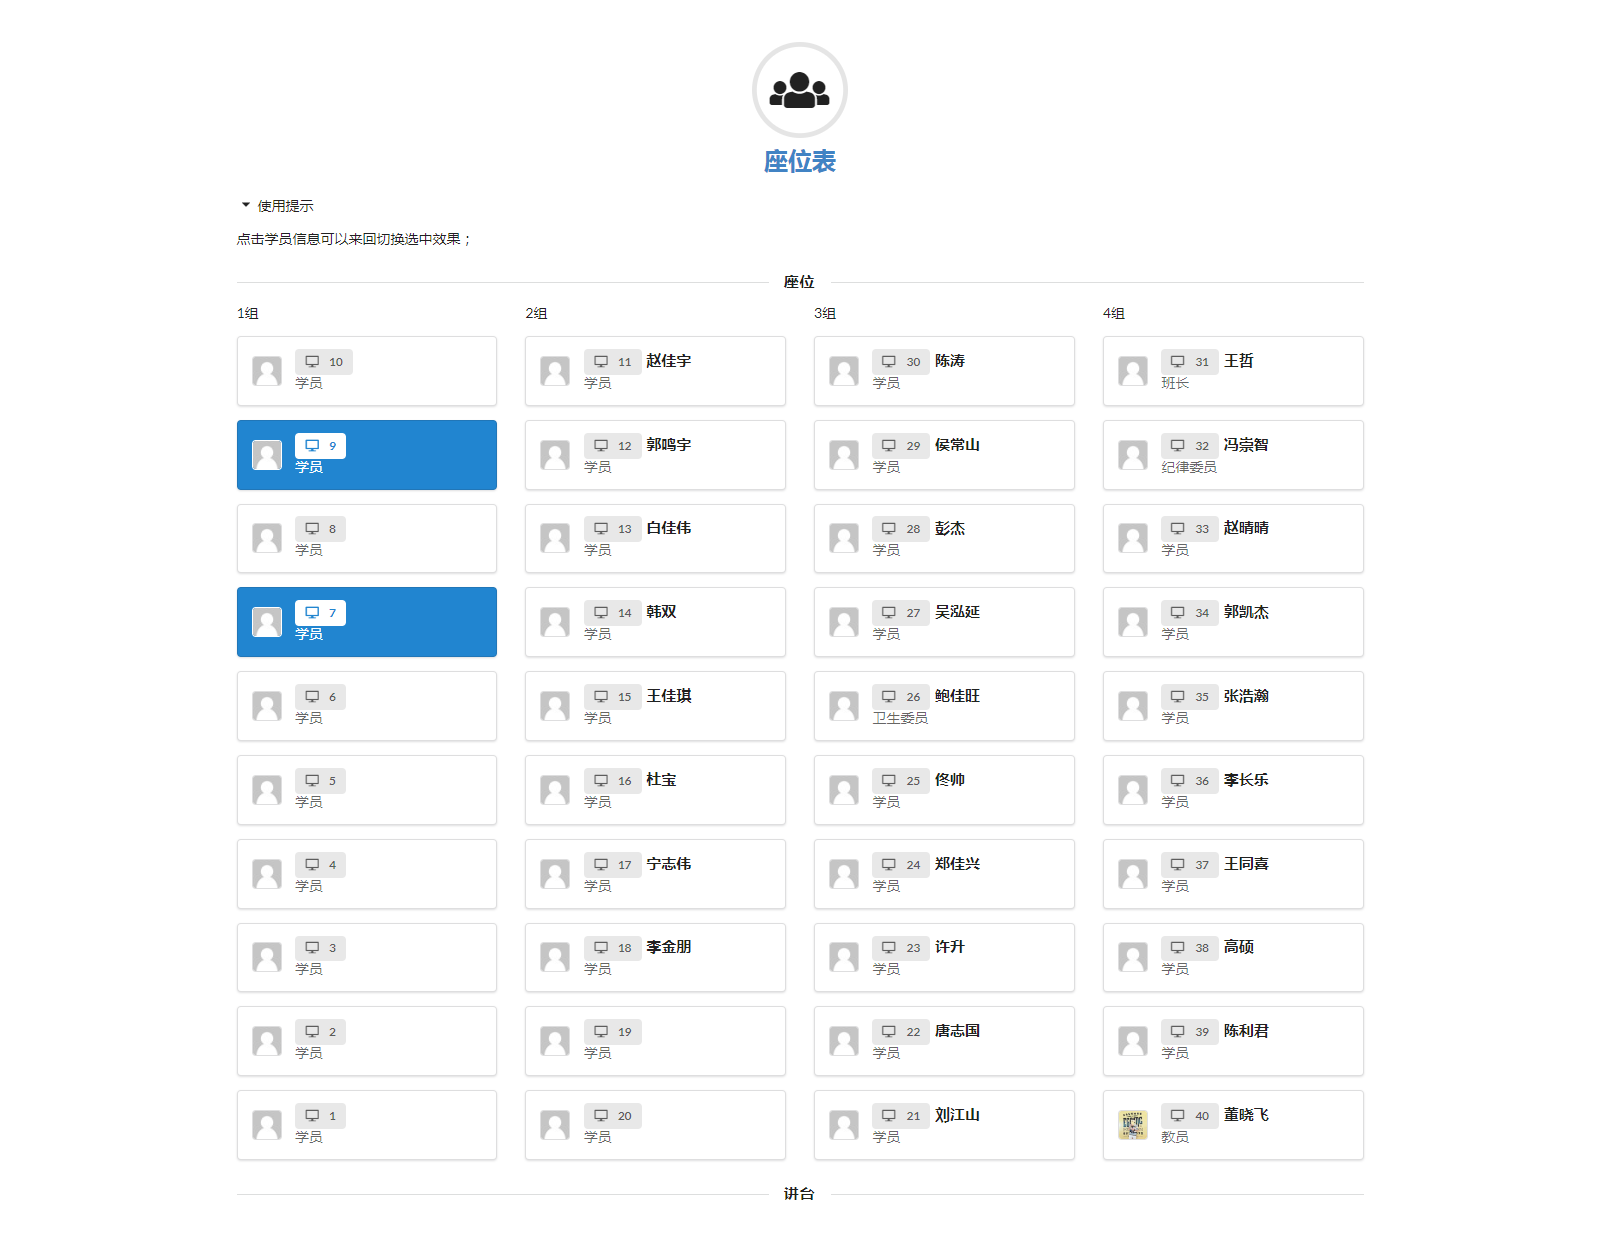 座位表
使用提示
点击学员信息可以来回切换选中效果；
座位
1组 2组 3组 4组
10 11 赵佳宇 30 陈涛 31 王哲
学员 学员 学员 班长
9 12 郭鸣宇 29 侯常山 32 冯崇智
学员 学员 学员 纪律委员
8 13 白佳伟 28 彭杰 33 赵晴晴
学员 学员 学员 学员
7 14 韩双 27 吴泓延 34 郭凯杰
学员 学员 学员 学员
6 15 王佳琪 26 鲍佳旺 35 张浩瀚
学员 学员 卫生委员 学员
5 16 杜宝 25 佟帅 36 李长乐
学员 学员 学员 学员
4 17 宁志伟 24 郑佳兴 37 王同喜
学员 学员 学员 学员
3 18 李金朋 23 许升 38 高硕
学员 学员 学员 学员
2 19 22 唐志国 39 陈利君
学员 学员 学员 学员
1 20 21 刘江山 40 董晓飞
学员 学员 学员 教员
讲台